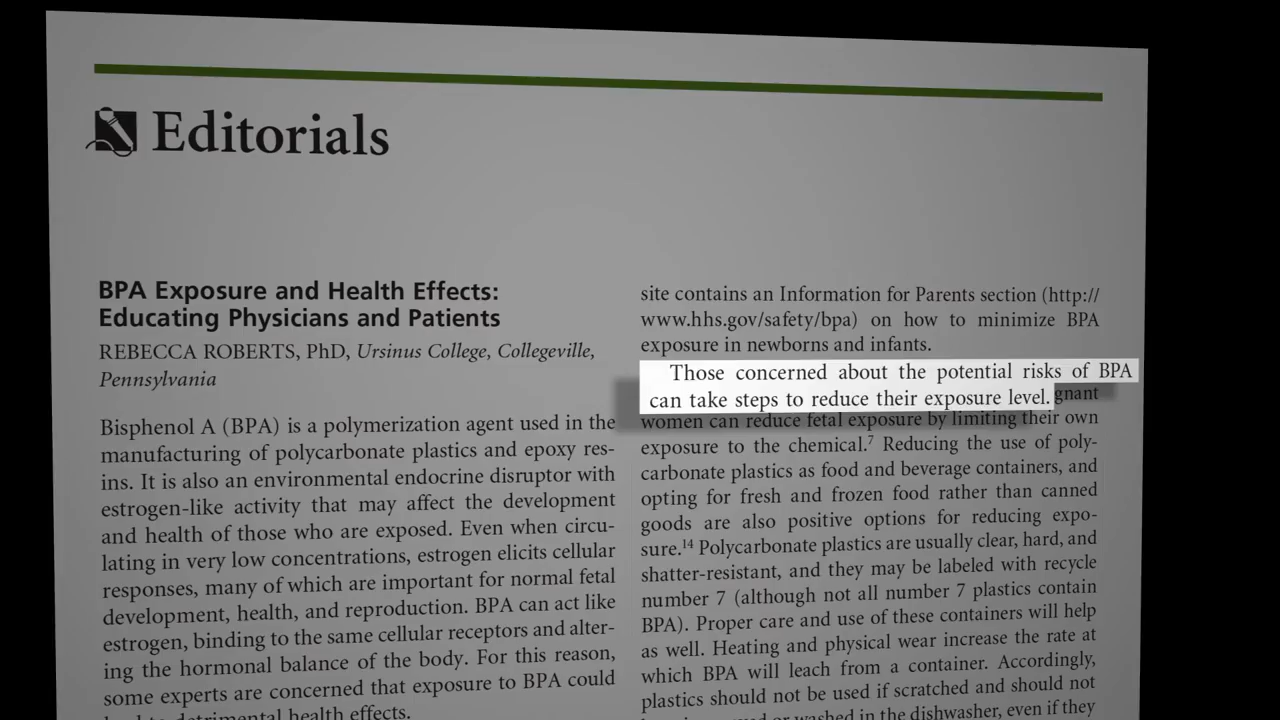 Editorials
BPA Exposure and Health Effects:
Educating Physicians and Patients
REBECCA ROBERTS, PhD, Ursinus College, Collegeville,
Pennsylvania
Bisphenol A (BPA) is a polymerization agent used in the
manufacturing of polycarbonate plastics and epoxy res-
ins. It is also an environmental endocrine disruptor with
estrogen-like activity that may affect the development
and health of those who are exposed. Even when circu-
lating in very low concentrations, estrogen elicits cellular
responses, many of which are important for normal fetal
development, health, and reproduction. BPA can act like
estrogen, binding to the same cellular receptors and alter-
ing the hormonal balance of the body. For this reason,
some experts are concerned that exposure to BPA could
detrimental health effects.
site contains an Information for Parents section (http://
www.hhs.gov/safety/bpa) on how to minimize BPA
exposure in newborns and infants.
Those concerned about the potential risks of BPA
can take steps to reduce their exposure level. gnant
women can reduce fetal exposure by limiting their own
exposure to the chemical.7 Reducing the use of poly-
carbonate plastics as food and beverage containers, and
opting for fresh and frozen food rather than canned
goods are also positive options for reducing expo-
sure.14 Polycarbonate plastics are usually clear, hard, and
shatter-resistant, and they may be labeled with recycle
number 7 (although not all number 7 plastics contain
BPA). Proper care and use of these containers will help
as well. Heating and physical wear increase the rate at
which BPA will leach from a container. Accordingly,
plastics should not be used if scratched and should not
or washed in the dishwasher, even if they